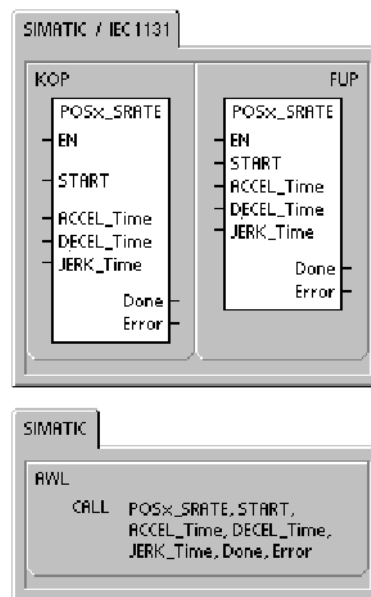 SIMATIC / IEC 1131
KOP
POSx_SRATE
EN
START
ACCEL_Time
DECEL_Time
JERK_Time
Done
Error
FUP
POSx_SRATE
EN
START
ACCEL_Time
DECEL_Time
JERK_Time
Done
Error
SIMATIC
AWL
CALL POSx_SRATE, START,
ACCEL_Time, DECEL_Time,
JERK_Time, Done, Error